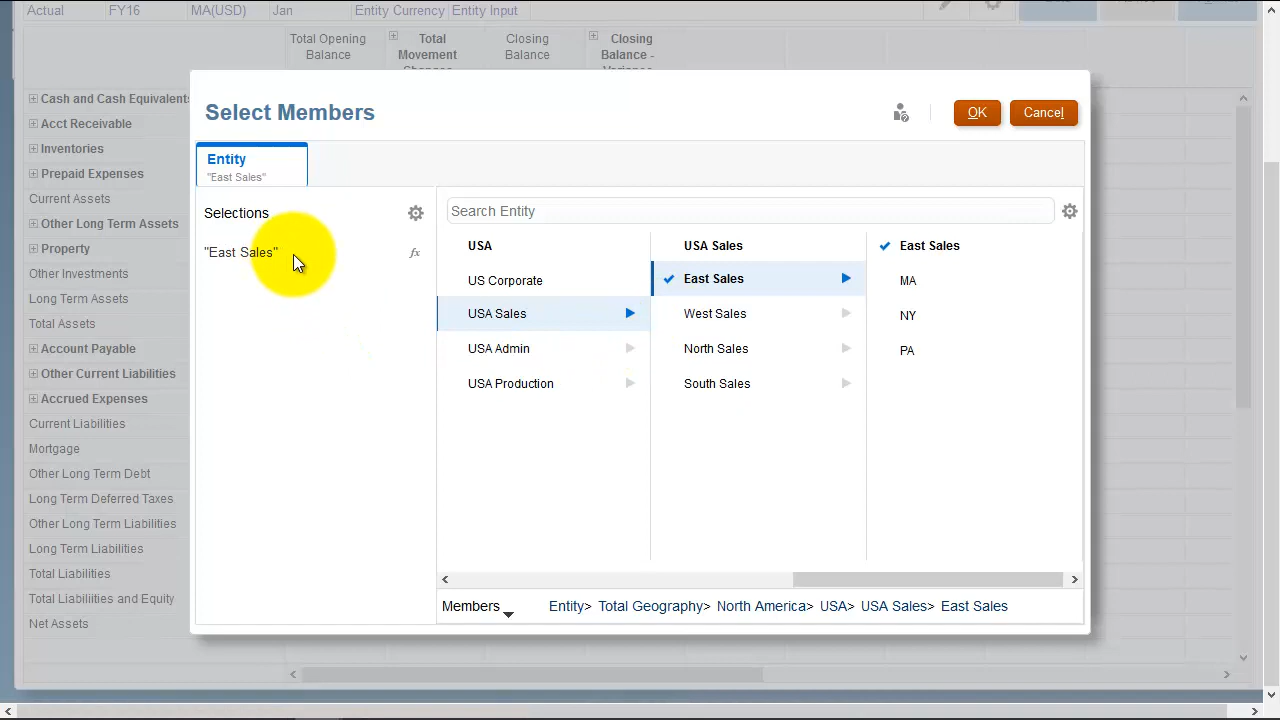 Actual FY16 MA(USD) Jan Entity Currency Entity Input
Total Opening Balance
Total Movement
Closing Balance
Closing Balance -
Cash and Cash Equivalents
Acct Receivable
Inventories
Prepaid Expenses
Current Assets
Other Long Term Assets
Property
Other Investments
Long Term Assets
Total Assets
Account Payable
Other Current Liabilities
Accrued Expenses
Current Liabilities
Mortgage
Other Long Term Debt
Long Term Deferred Taxes
Other Long Term Liabilities
Long Term Liabilities
Total Liabilities
Total Liabiliities and Equity
Net Assets
Select Members
OK
Cancel
Entity
"East Sales"
Selections
"East Sales"
fx
Search Entity
USA
US Corporate
USA Sales
USA Admin
USA Production
USA Sales
East Sales
West Sales
North Sales
South Sales
East Sales
MA
NY
PA
Members
Entity> Total Geography> North America> USA> USA Sales> East Sales